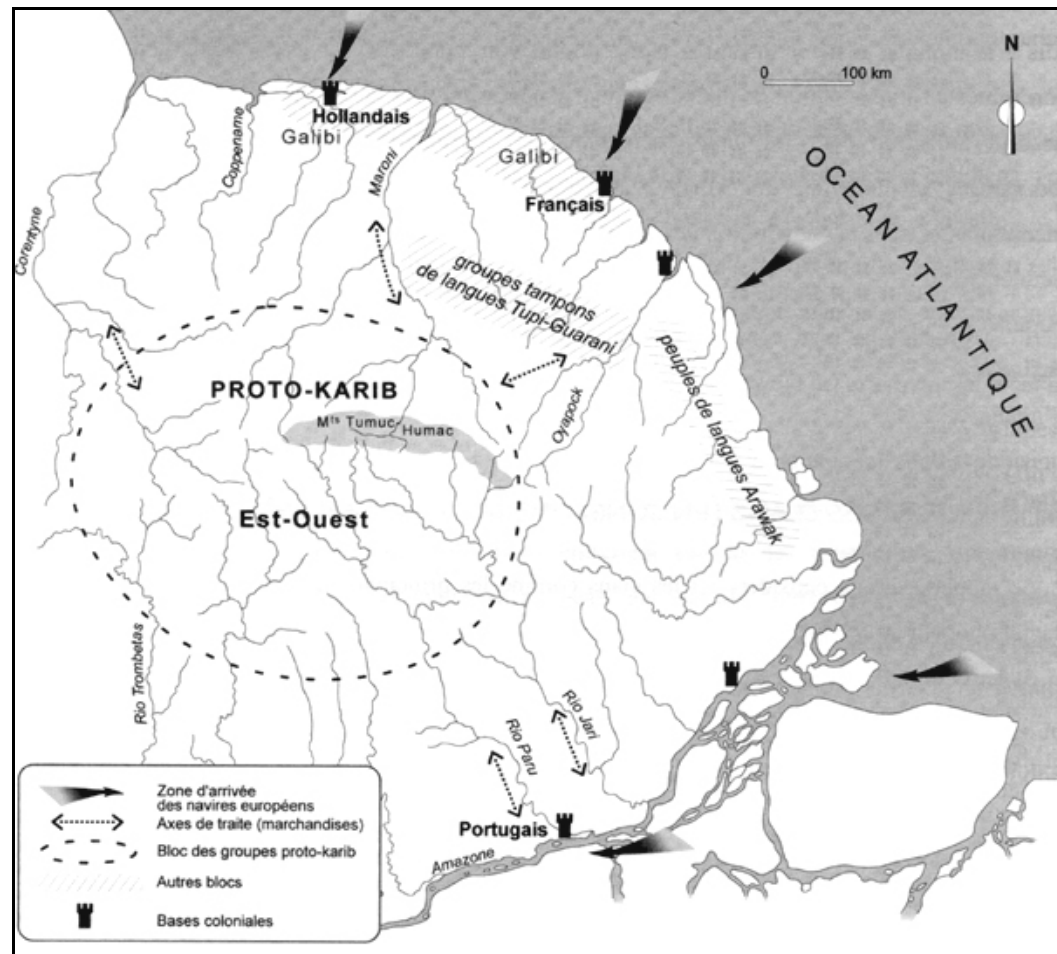 N
0 100 km
OCEAN ATLANTIQUE
Hollandais
Galibi
Coppename
Maroni
Galibi
Français
Corentyne
groupes tampons
de langues Tupi-Guarani
peuples de langues Arawak
PROTO-KARIB
Mts Tumuc-Humac
Oyapock
Est-Ouest
Rio Trombetas
Rio Jari
Rio Paru
Portugais
Amazone
Zone d'arrivée
des navires européens
Axes de traite (marchandises)
Bloc des groupes proto-karib
Autres blocs
Bases coloniales